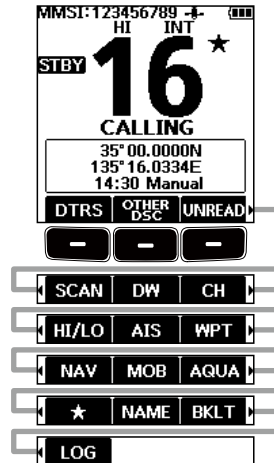 MMSI:123456789
HI INT
★
STBY 16
CALLING
35°00.0000N
135°16.0334E
14:30 Manual
DTRS OTHER DSC UNREAD
SCAN DW CH
HI/LO AIS WPT
NAV MOB AQUA
★ NAME BKLT
LOG